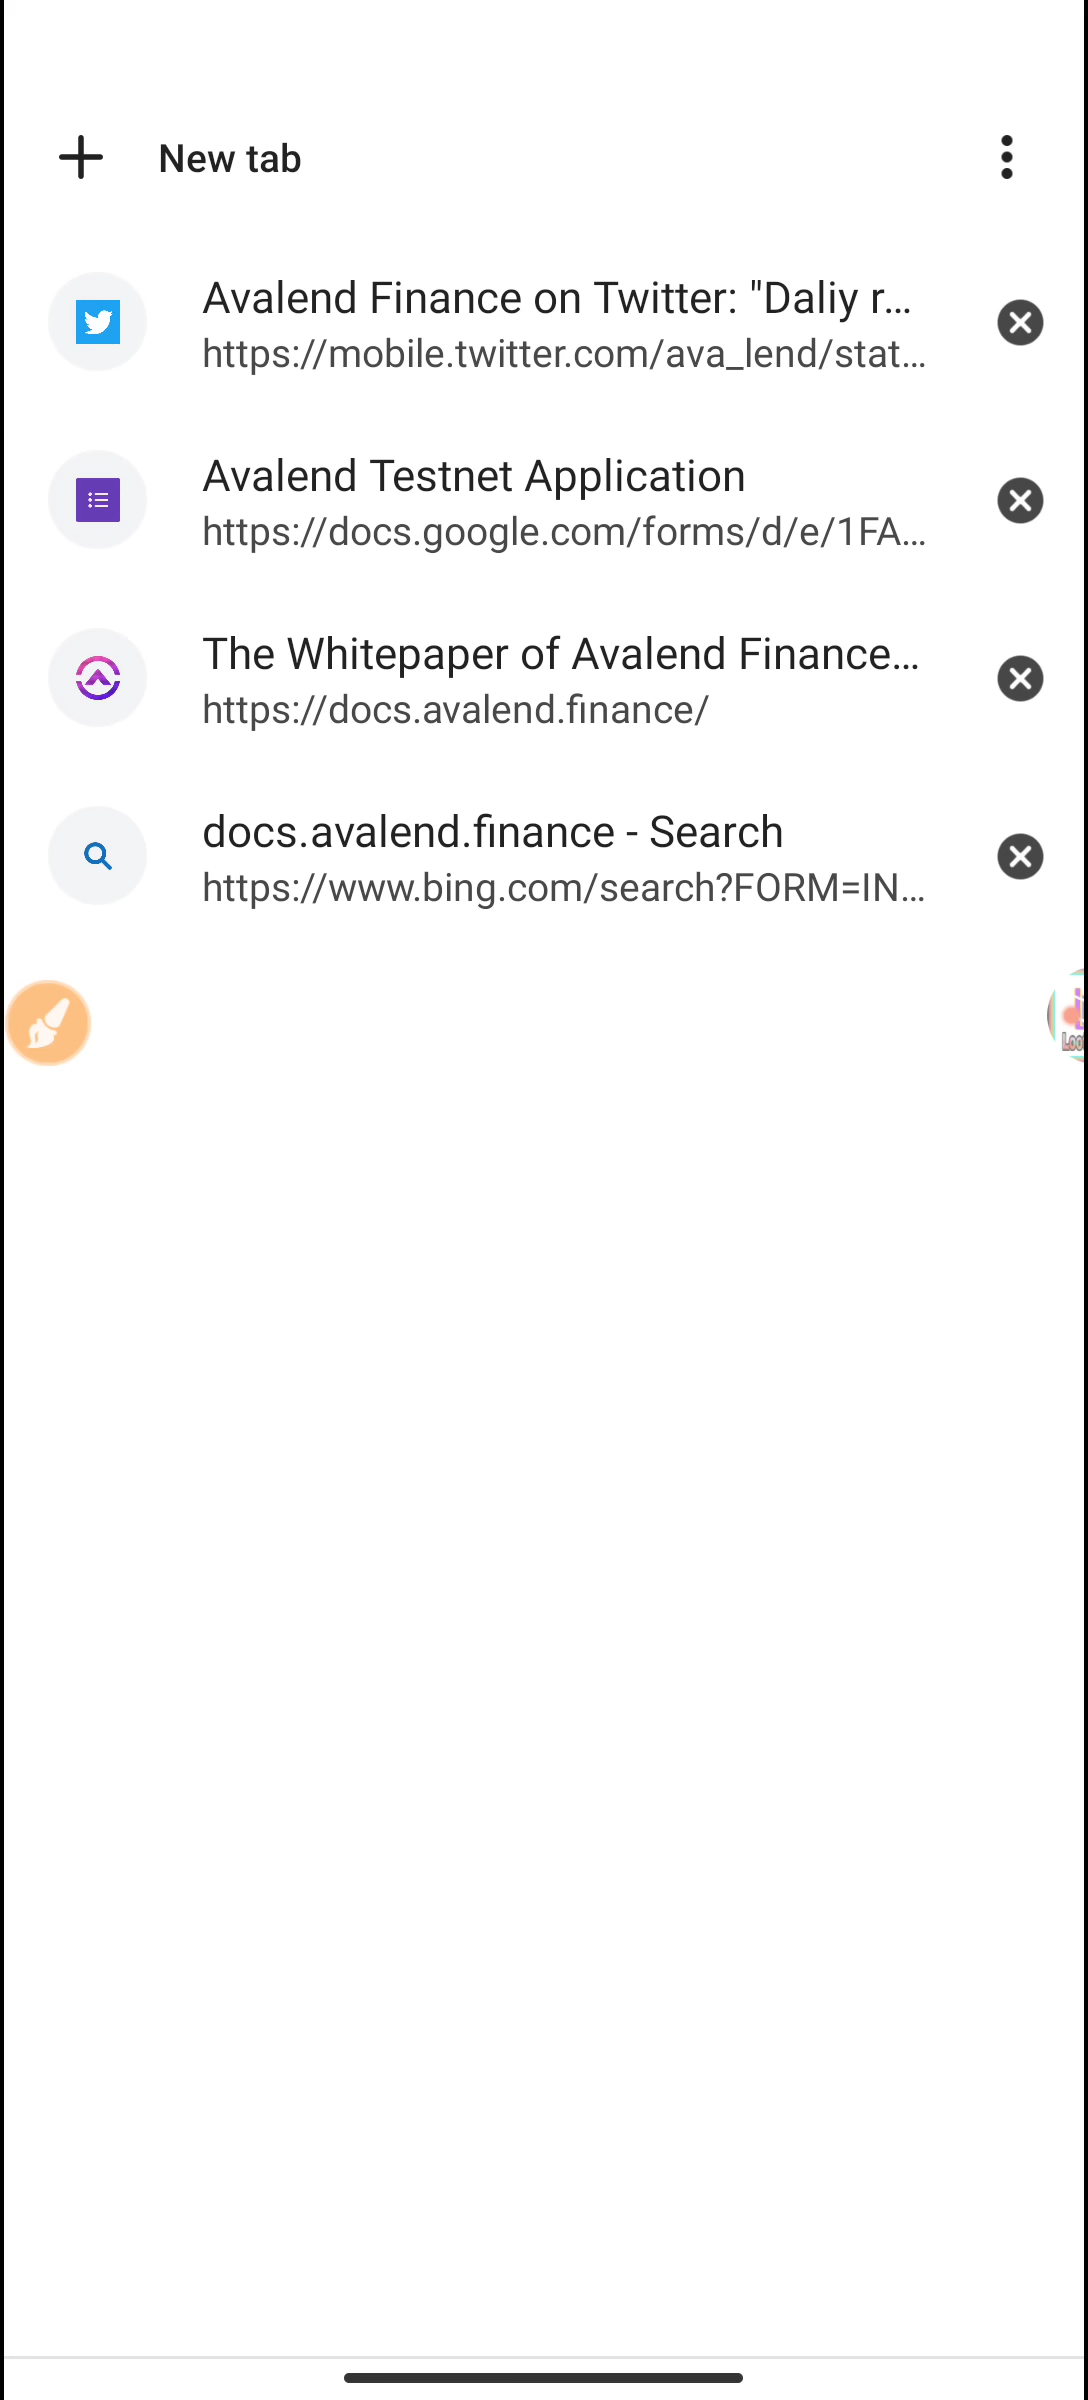 New tab
Avalend Finance on Twitter: "Daliy r...
https://mobile.twitter.com/ava_lend/stat...
Avalend Testnet Application
https://docs.google.com/forms/d/e/1FA...
The Whitepaper of Avalend Finance...
https://docs.avalend.finance/
docs.avalend.finance - Search
https://www.bing.com/search?FORM=IN...